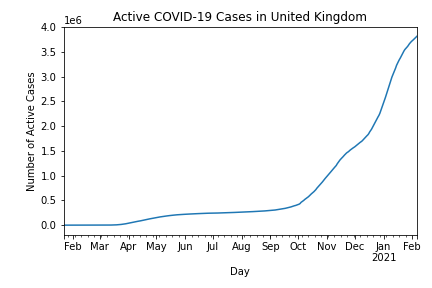 Active COVID-19 Cases in United Kingdom
1e6
4.0
3.5
3.0
2.5
2.0
1.5
1.0
0.5
0.0
Number of Active Cases
Feb Mar Apr May Jun Jul Aug Sep Oct Nov Dec Jan Feb
2021
Day